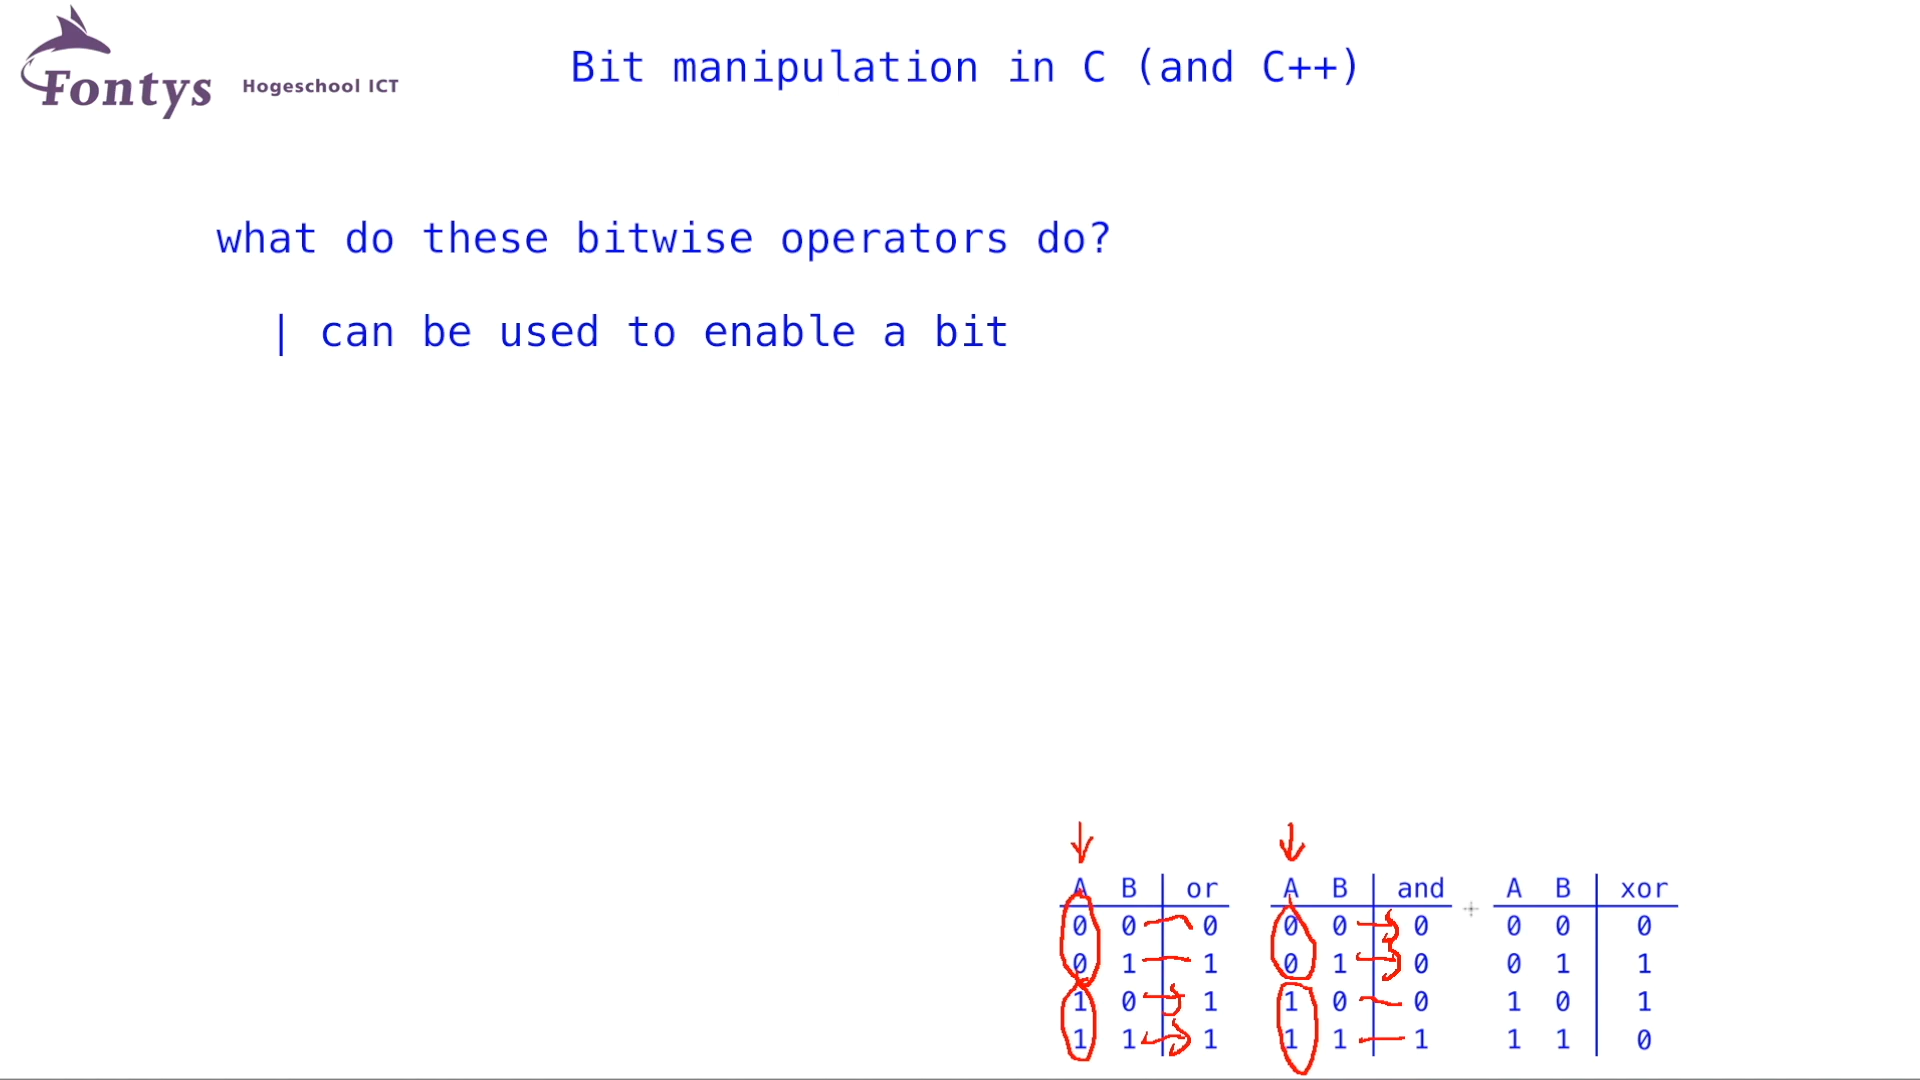 Fontys Hogeschool ICT
Bit manipulation in C (and C++)
what do these bitwise operators do?
| can be used to enable a bit
A B | or A B | and A B | xor
0 0 0 0 0 0 0 0 0
0 1 1 0 1 0 0 1 1
1 0 1 1 0 0 1 0 1
1 1 1 1 1 1 1 1 0